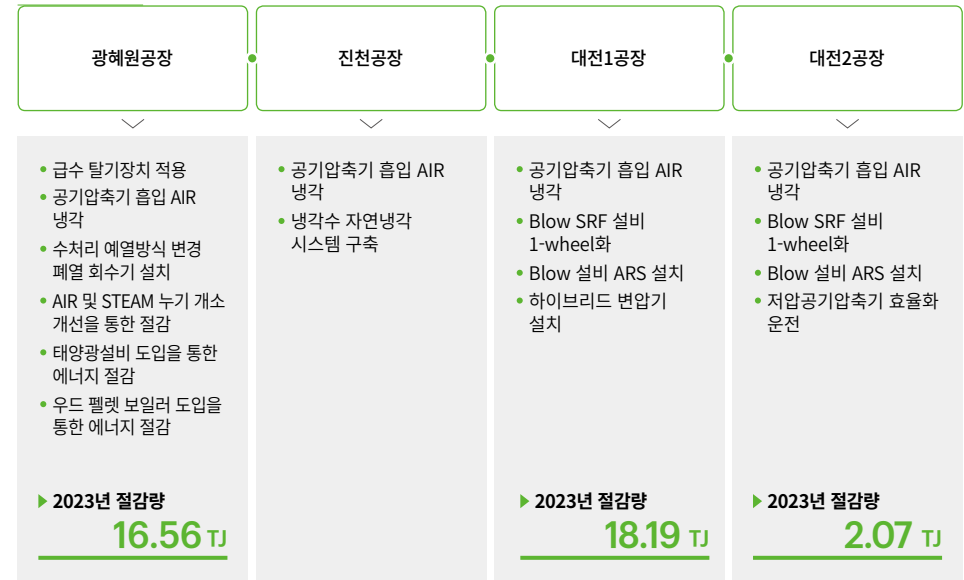 광혜원공장
급수 탈기장치 적용
공기압축기 흡입 AIR
냉각
수처리 예열방식 변경
폐열 회수기 설치
AIR 및 STEAM 누기 개소
개선을 통한 절감
태양광설비 도입을 통한
에너지 절감
우드 펠렛 보일러 도입을
통한 에너지 절감
2023년 절감량
16.56 TJ
진천공장
공기압축기 흡입 AIR
냉각
냉각수 자연냉각
시스템 구축
대전1공장
공기압축기 흡입 AIR
냉각
Blow SRF 설비
1-wheel화
Blow 설비 ARS 설치
하이브리드 변압기
설치
2023년 절감량
18.19 TJ
대전2공장
공기압축기 흡입 AIR
냉각
Blow SRF 설비
1-wheel화
Blow 설비 ARS 설치
저압공기압축기 효율화
운전
2023년 절감량
2.07 TJ